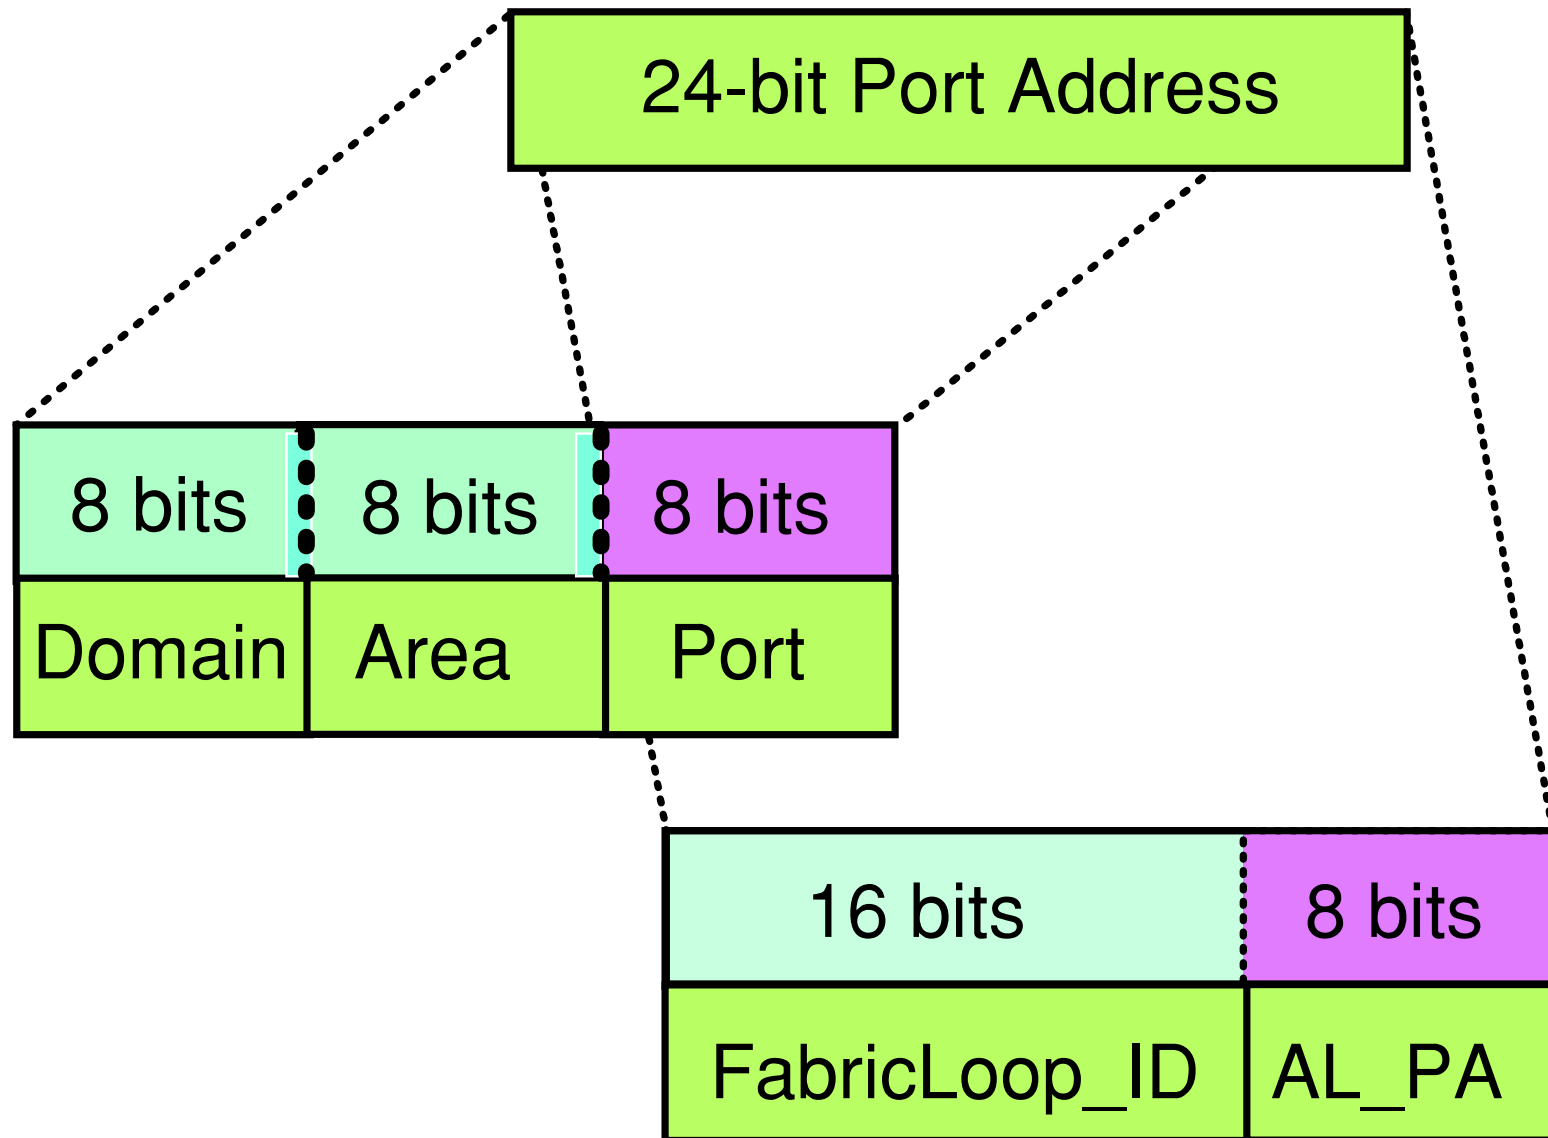 24-bit Port Address
8 bits 8 bits 8 bits
Domain Area Port
16 bits 8 bits
FabricLoop_ID AL_PA